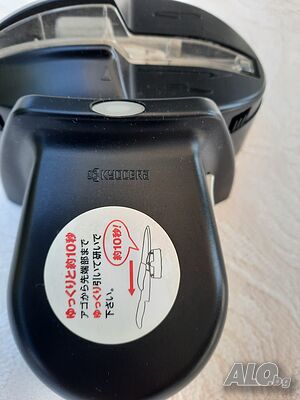 KYOCERA
約10秒!
ゆっくりと約10秒
アゴから先端部まで
ゆっくり引いて研いで
下さい。
ALO.bg